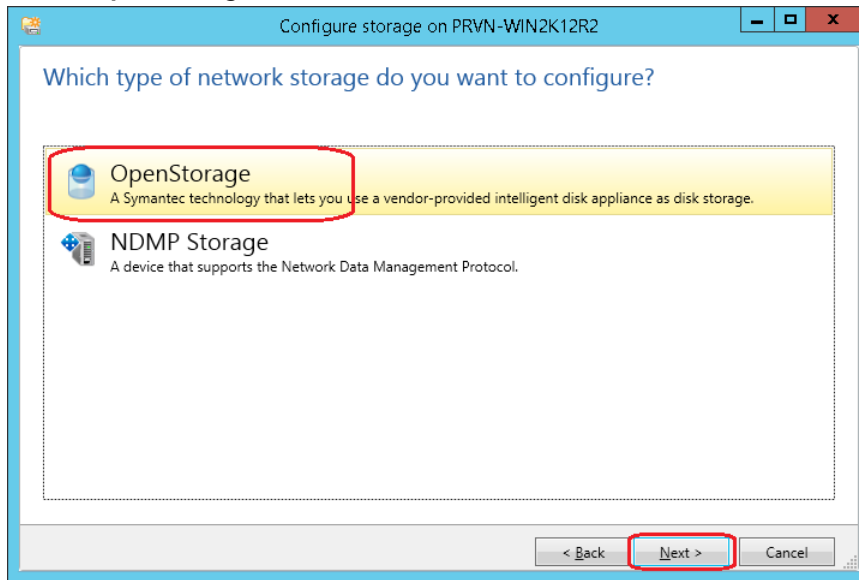 Configure storage on PRVN-WIN2K12R2
Which type of network storage do you want to configure?
OpenStorage
A Symantec technology that lets you use a vendor-provided intelligent disk appliance as disk storage.
NDMP Storage
A device that supports the Network Data Management Protocol.
< Back Next > Cancel